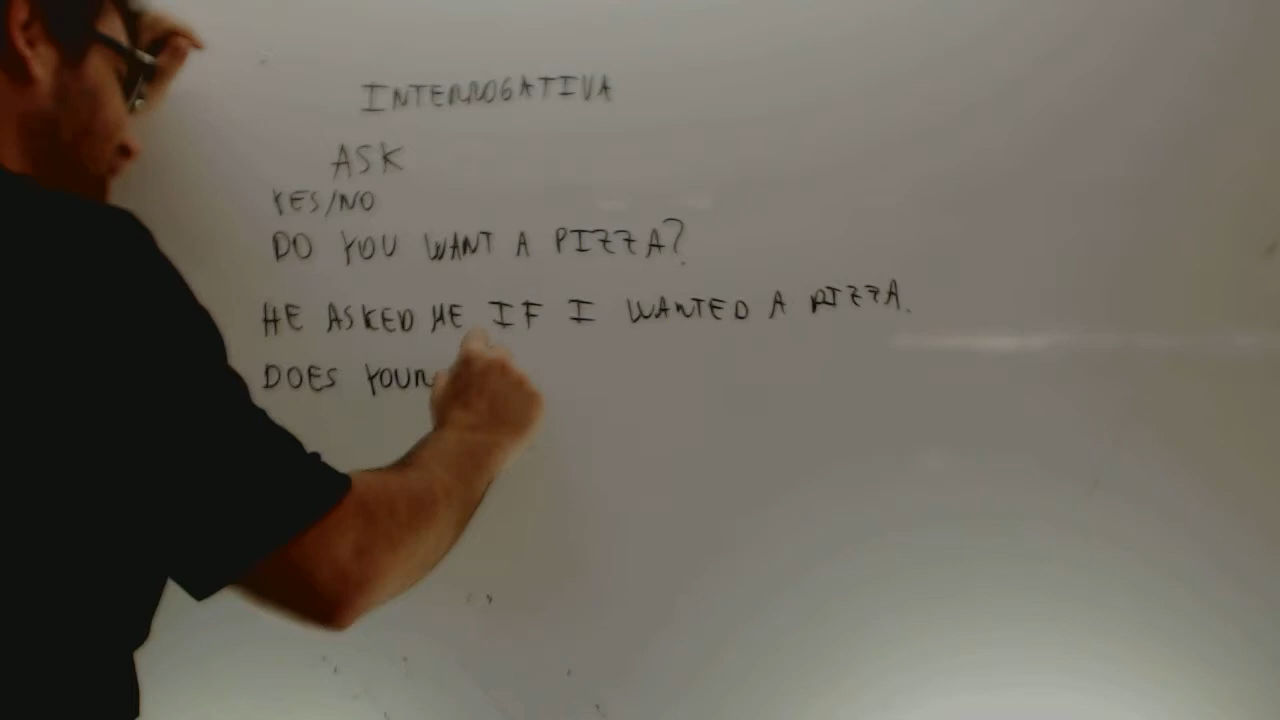 INTERROGATIVA
ASK
YES/NO
DO YOU WANT A PIZZA?
HE ASKED ME IF I WANTED A PIZZA.
DOES YOUR